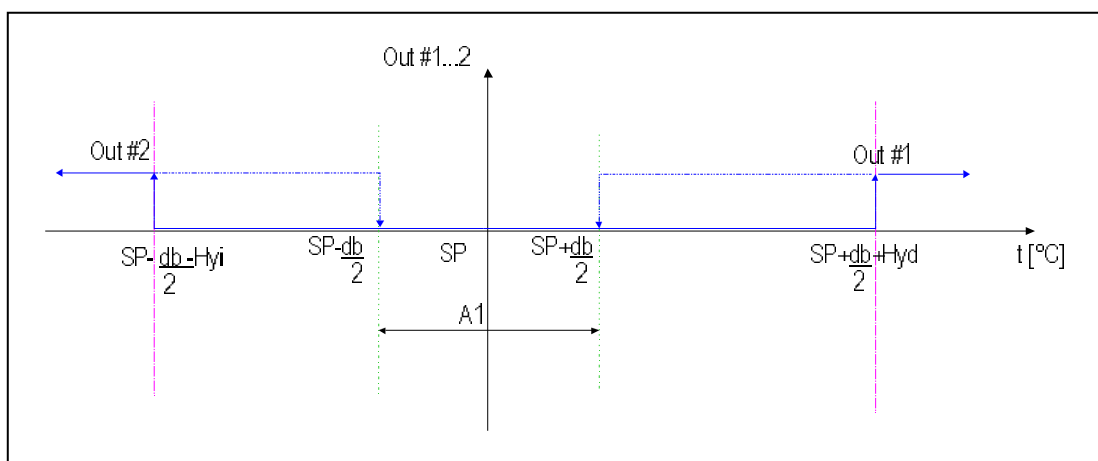 Out #1...2
Out #2
Out #1
SP-db-Hyi
2
SP-db
2
SP
SP+db
2
SP+db+Hyd
2
t [ºC]
A1